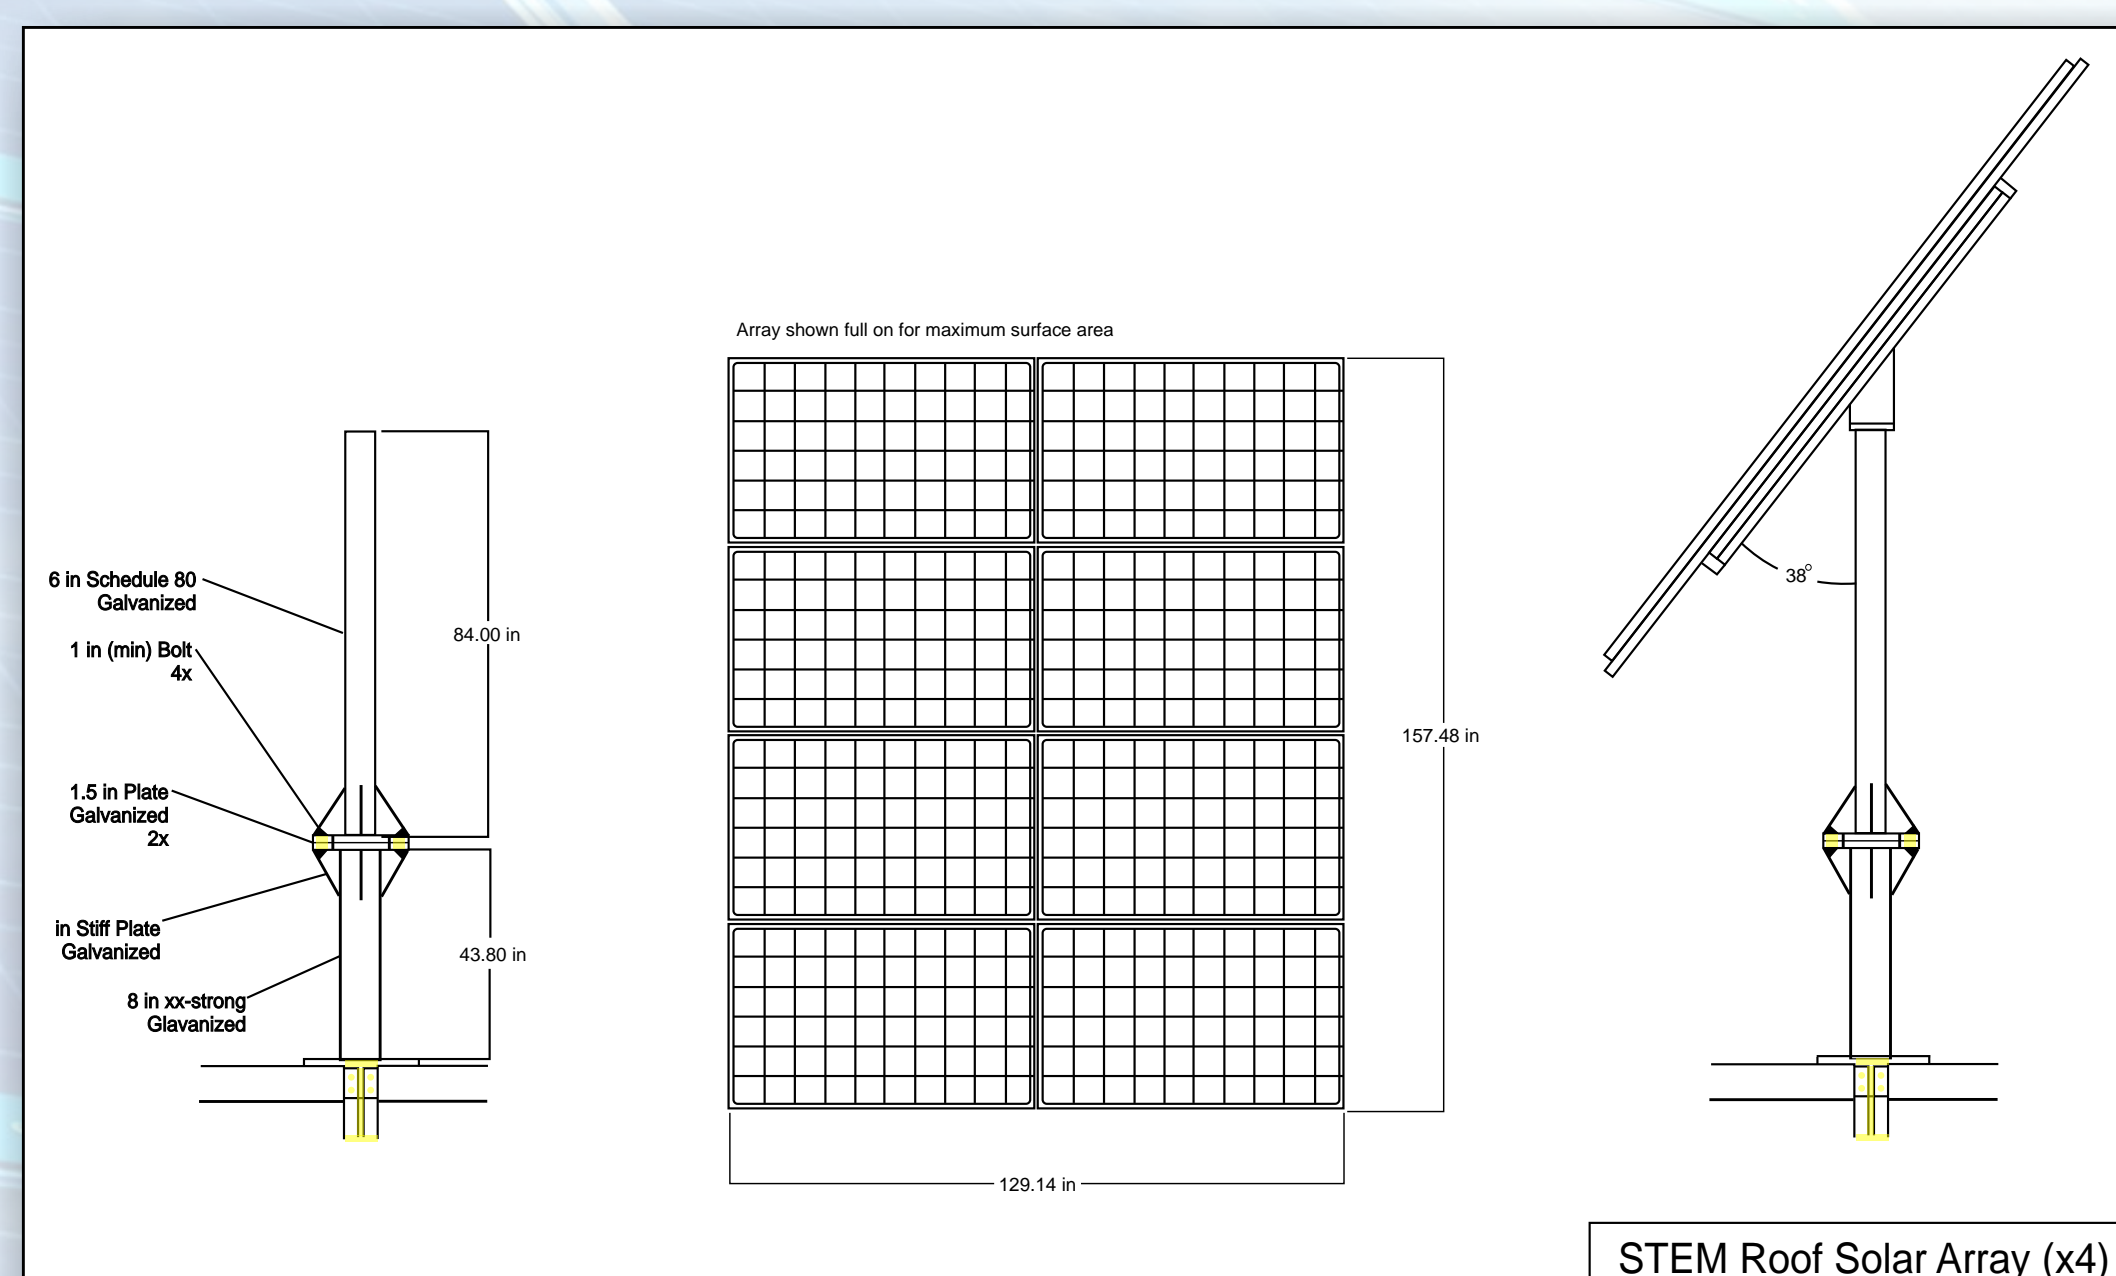 Array shown full on for maximum surface area
6 in Schedule 80
Galvanized
1 in (min) Bolt
4x
1.5 in Plate
Galvanized
2x
in Stiff Plate
Galvanized
8 in xx-strong
Glavanized
84.00 in
43.80 in
157.48 in
129.14 in
38°
STEM Roof Solar Array (x4)